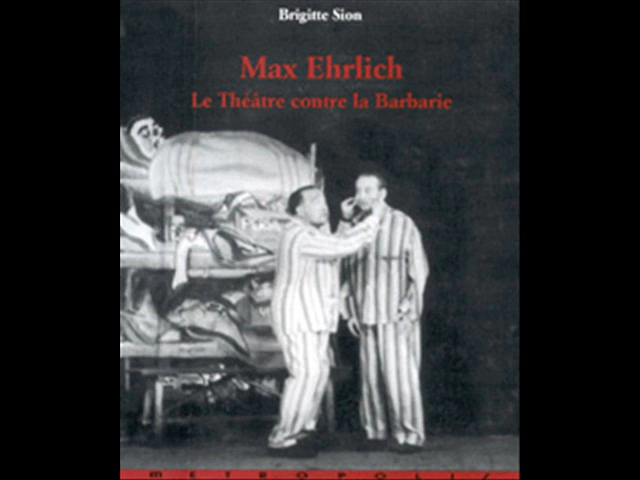 Brigitte Sion
Max Ehrlich
Le Théâtre contre la Barbarie
METROPOLIS